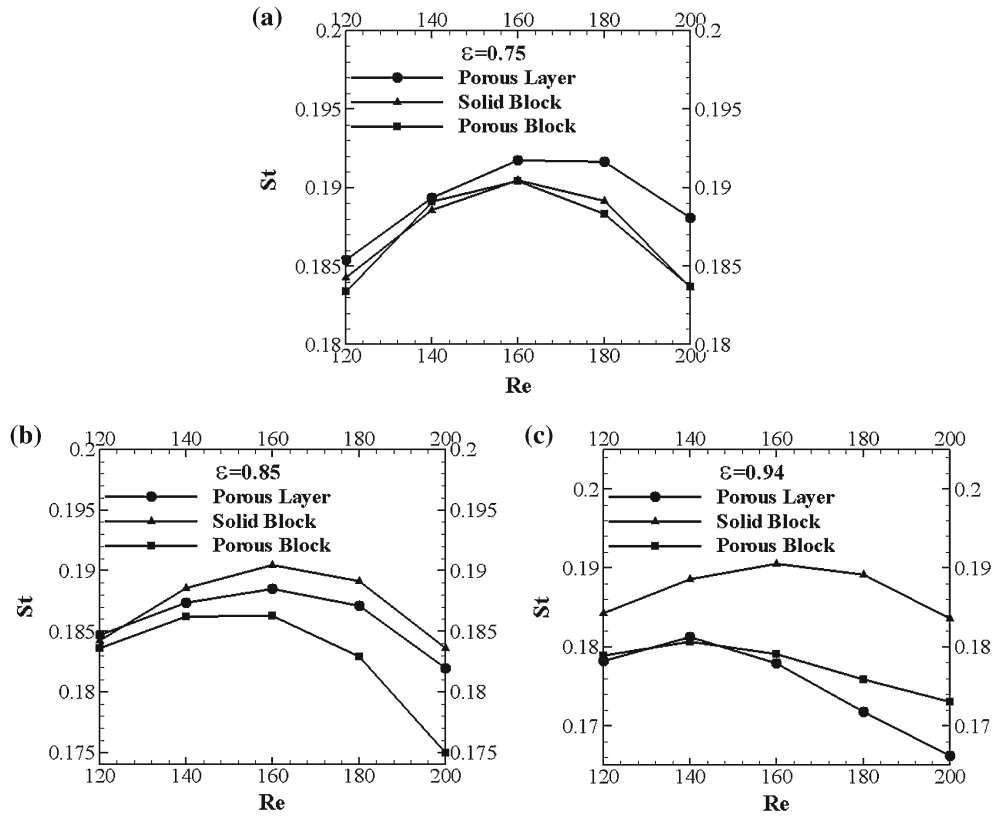 (a)
120 140 160 180 200
0.2 0.2
ε=0.75
Porous Layer
0.195 Solid Block 0.195
Porous Block
St
0.19 0.19
0.185 0.185
0.18 0.18
120 140 160 180 200
Re
(b)
120 140 160 180 200
0.2 0.2
ε=0.85
Porous Layer
0.195 Solid Block 0.195
Porous Block
0.19 0.19
St
0.185 0.185
0.18 0.18
0.175 0.175
120 140 160 180 200
Re
(c)
120 140 160 180 200
ε=0.94
0.2 Porous Layer 0.2
Solid Block
Porous Block
0.19 0.19
St
0.18 0.18
0.17 0.17
120 140 160 180 200
Re